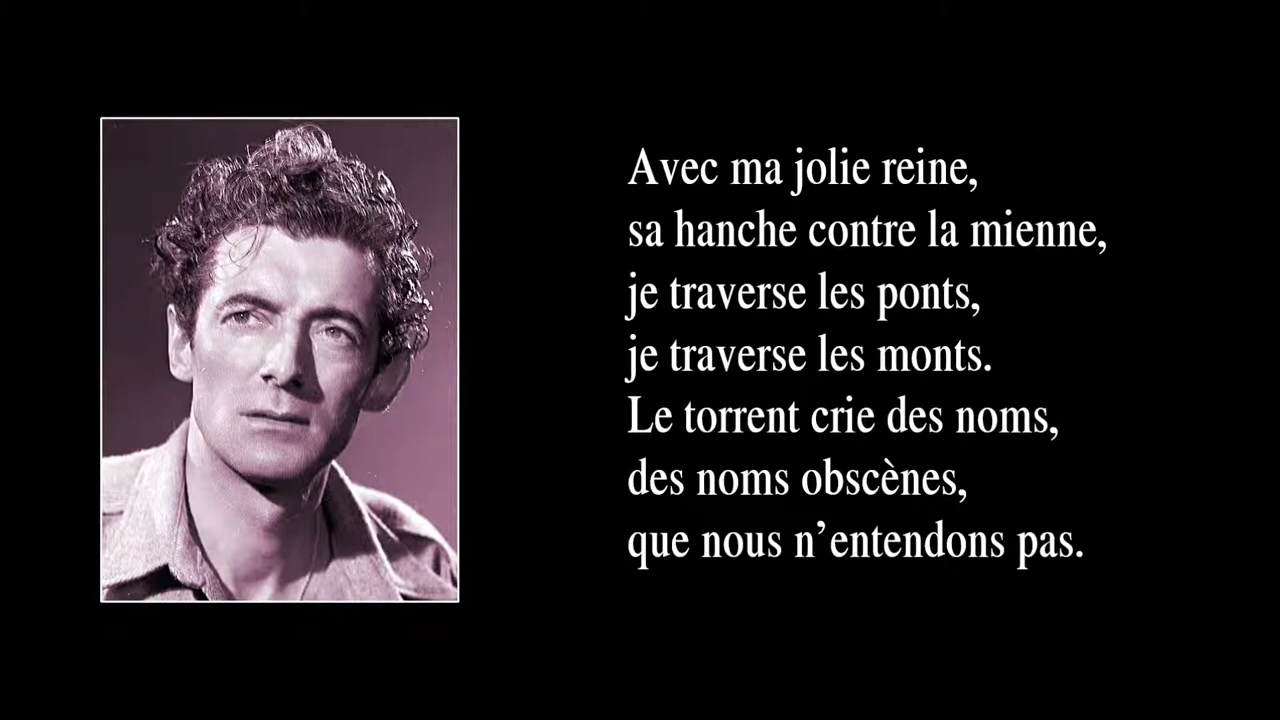 Avec ma jolie reine,
sa hanche contre la mienne,
je traverse les ponts,
je traverse les monts.
Le torrent crie des noms,
des noms obscènes,
que nous n’entendons pas.